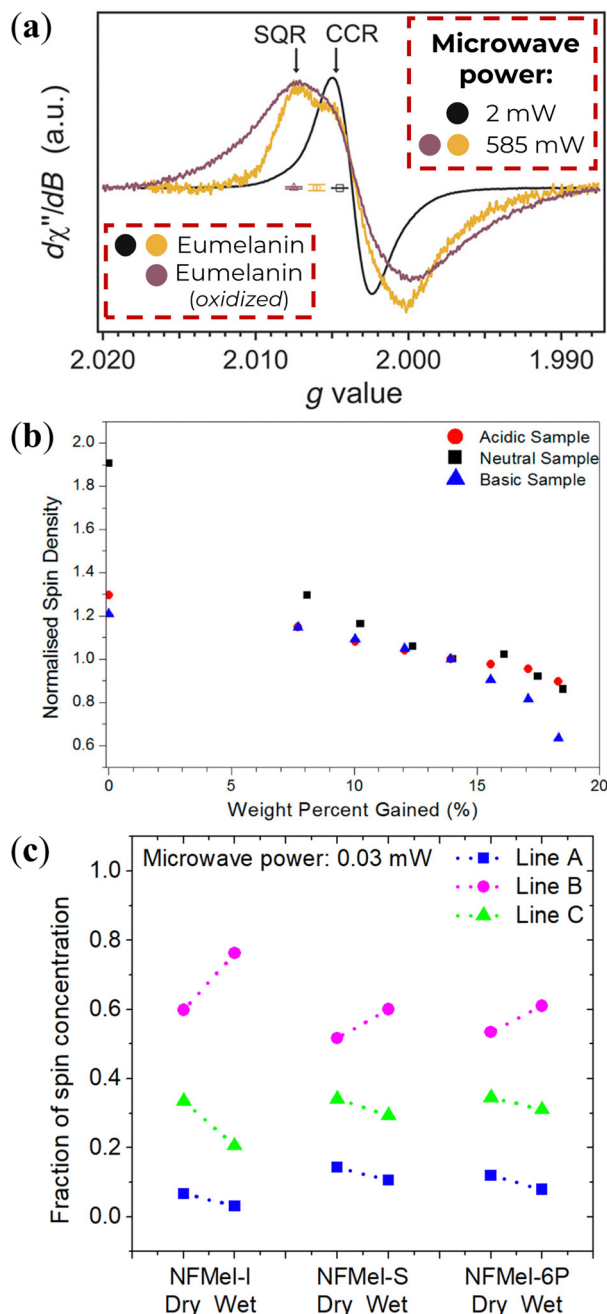 (a)
SQR CCR
Microwave
power:
2 mW
585 mW
dχ''/dB (a.u.)
Eumelanin
Eumelanin
(oxidized)
2.020 2.010 2.000 1.990
g value
(b)
2.0
1.8
1.6
1.4
1.2
1.0
0.8
0.6
Normalised Spin Density
Acidic Sample
Neutral Sample
Basic Sample
0 5 10 15 20
Weight Percent Gained (%)
(c)
Microwave power: 0.03 mW
Line A
Line B
Line C
1.0
0.8
0.6
0.4
0.2
0.0
Fraction of spin concentration
NFMel-I NFMel-S NFMel-6P
Dry Wet Dry Wet Dry Wet